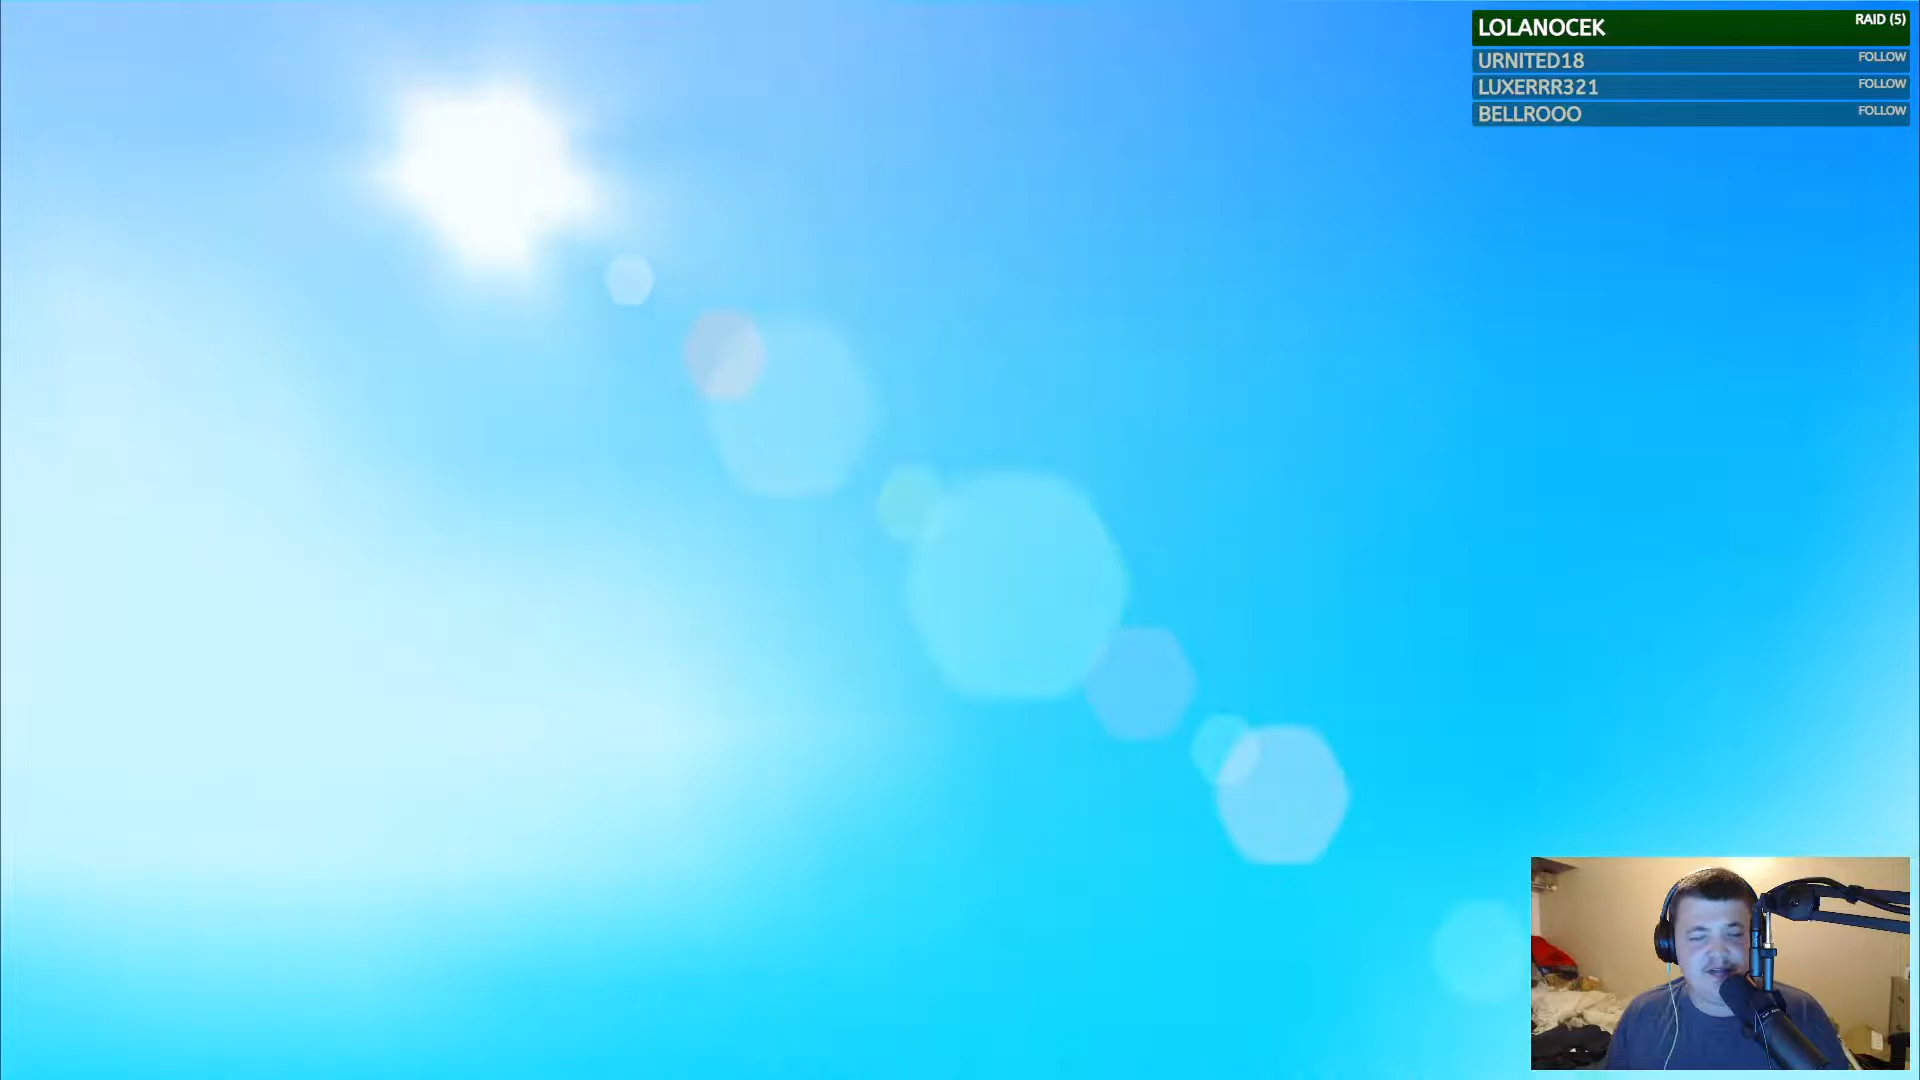 LOLANOCEK RAID (5)
URNITED18 FOLLOW
LUXERRR321 FOLLOW
BELLROOO FOLLOW